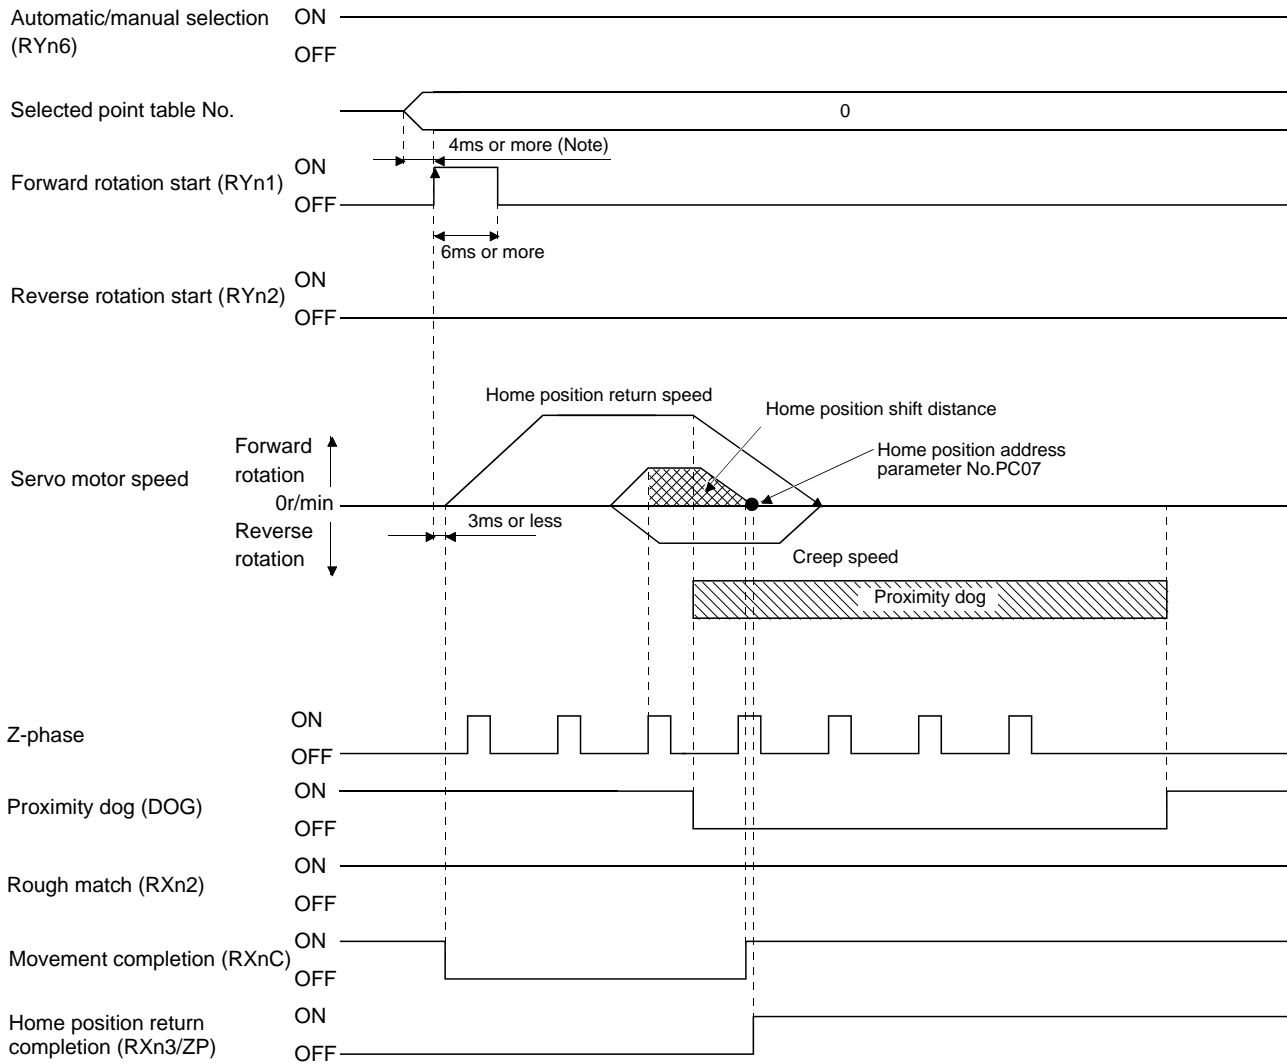 Automatic/manual selection
(RYn6)
ON
OFF
Selected point table No.
0
4ms or more (Note)
Forward rotation start (RYn1)
ON
OFF
6ms or more
Reverse rotation start (RYn2)
ON
OFF
Home position return speed
Home position shift distance
Home position address
parameter No.PC07
Servo motor speed
Forward
rotation
0r/min
Reverse
rotation
3ms or less
Creep speed
Proximity dog
Z-phase
ON
OFF
Proximity dog (DOG)
ON
OFF
Rough match (RXn2)
ON
OFF
Movement completion (RXnC)
ON
OFF
Home position return
completion (RXn3/ZP)
ON
OFF